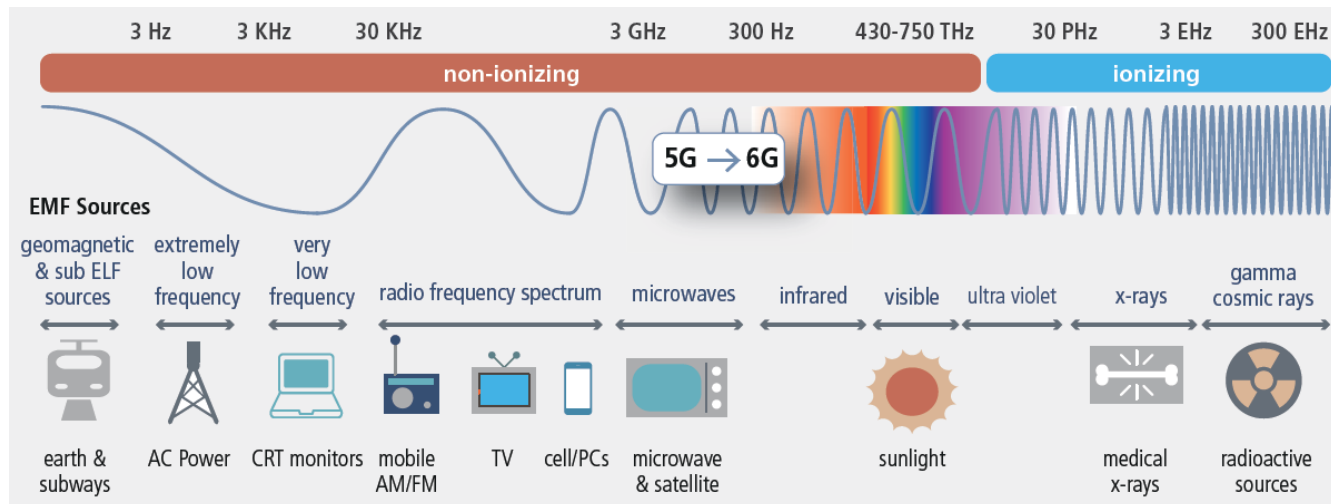 3 Hz 3 KHz 30 KHz 3 GHz 300 Hz 430-750 THz 30 PHz 3 EHz 300 EHz
non-ionizing ionizing
5G → 6G
EMF Sources
geomagnetic
& sub ELF
sources
extremely
low
frequency
very
low
frequency
radio frequency spectrum
microwaves
infrared
visible
ultra violet
x-rays
gamma
cosmic rays
earth &
subways
AC Power
CRT monitors
mobile
AM/FM
TV
cell/PCs
microwave
& satellite
sunlight
medical
x-rays
radioactive
sources